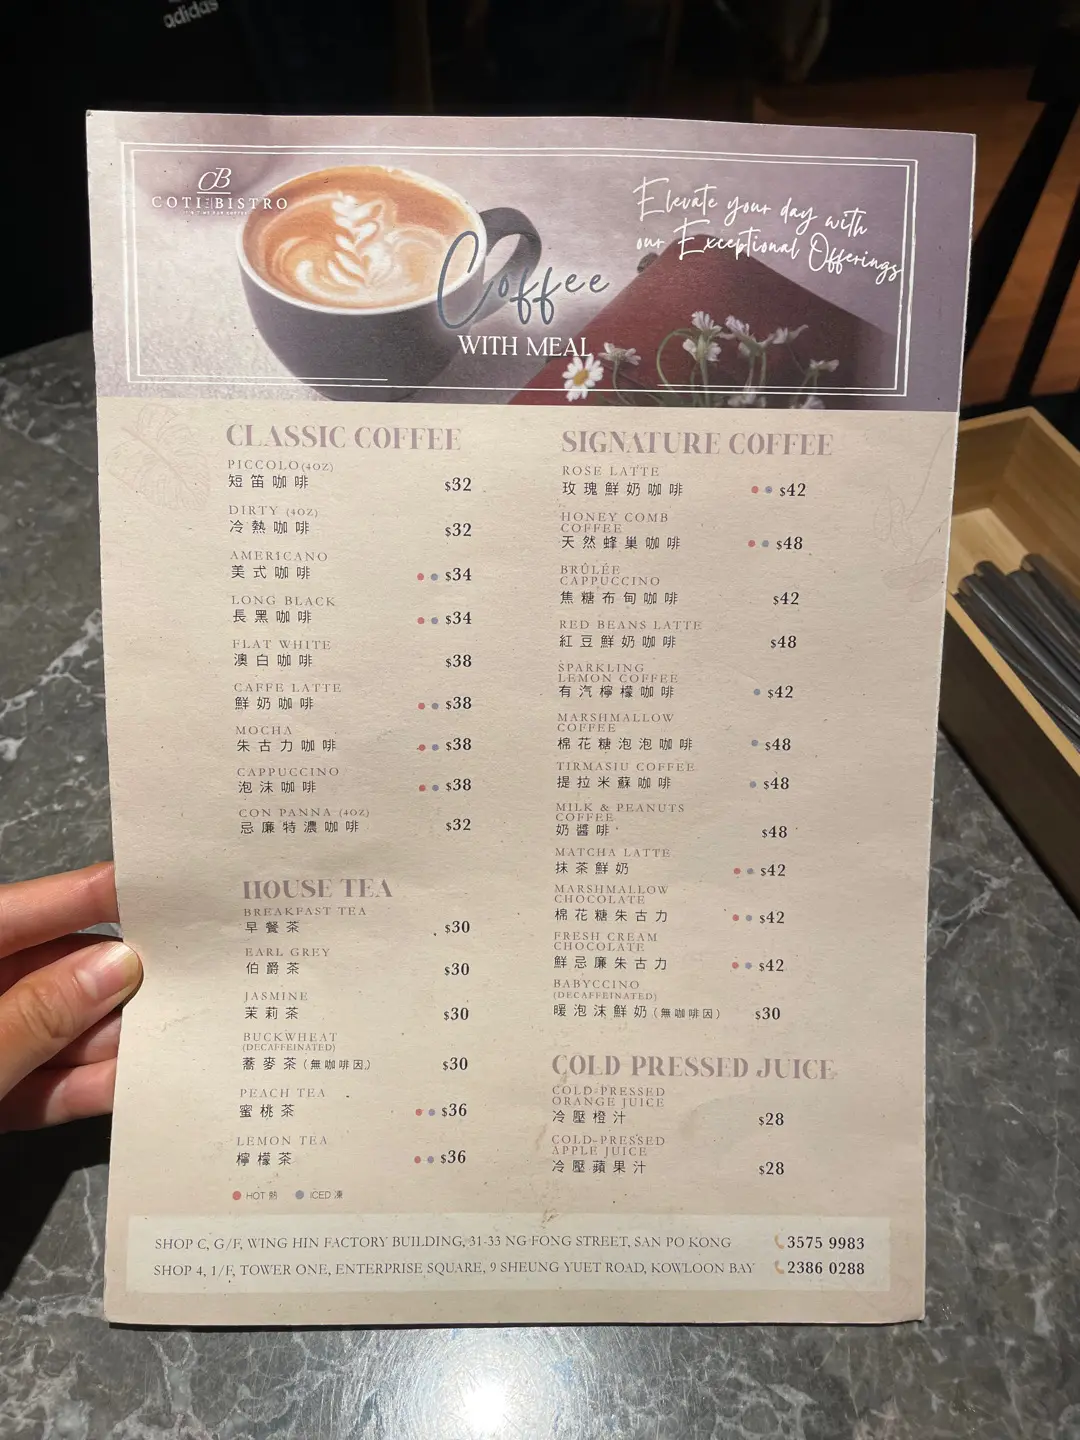 adidas
CB
COTI BISTRO
Elevate your day with
our Exceptional Offerings
Coffee
WITH MEAL
CLASSIC COFFEE
PICCOLO (4OZ)
短笛咖啡 $32
DIRTY (4OZ)
冷熱咖啡 $32
AMERICANO
美式咖啡 $34
LONG BLACK
長黑咖啡 $34
FLAT WHITE
澳白咖啡 $38
CAFFE LATTE
鮮奶咖啡 $38
MOCHA
朱古力咖啡 $38
CAPPUCCINO
泡沫咖啡 $38
CON PANNA (4OZ)
忌廉特濃咖啡 $32
HOUSE TEA
BREAKFAST TEA
早餐茶 $30
EARL GREY
伯爵茶 $30
JASMINE
茉莉茶 $30
BUCKWHEAT
(DECAFFEINATED)
蕎麥茶(無咖啡因) $30
PEACH TEA
蜜桃茶 $36
LEMON TEA
檸檬茶 $36
HOT 熱 ICED 凍
SIGNATURE COFFEE
ROSE LATTE
玫瑰鮮奶咖啡 $42
HONEY COMB
COFFEE
天然蜂巢咖啡 $48
BRÛLÉE
CAPPUCCINO
焦糖布甸咖啡 $42
RED BEANS LATTE
紅豆鮮奶咖啡 $48
SPARKLING
LEMON COFFEE
有汽檸檬咖啡 $42
MARSHMALLOW
COFFEE
棉花糖泡泡咖啡 $48
TIRMASIU COFFEE
提拉米蘇咖啡 $48
MILK & PEANUTS
COFFEE
奶醬啡 $48
MATCHA LATTE
抹茶鮮奶 $42
MARSHMALLOW
CHOCOLATE
棉花糖朱古力 $42
FRESH CREAM
CHOCOLATE
鮮忌廉朱古力 $42
BABYCCINO
(DECAFFEINATED)
暖泡沫鮮奶(無咖啡因) $30
COLD PRESSED JUICE
COLD-PRESSED
ORANGE JUICE
冷壓橙汁 $28
COLD-PRESSED
APPLE JUICE
冷壓蘋果汁 $28
SHOP C, G/F, WING HIN FACTORY BUILDING, 31-33 NG FONG STREET, SAN PO KONG 3575 9983
SHOP 4, 1/F, TOWER ONE, ENTERPRISE SQUARE, 9 SHEUNG YUET ROAD, KOWLOON BAY 2386 0288